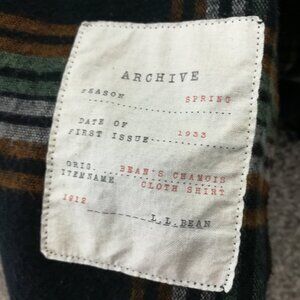 ARCHIVE
SEASON SPRING
DATE OF
FIRST ISSUE 1933
ORIG. BEAN'S CHAMOIS
ITEMNAME CLOTH SHIRT
1912 L.L.BEAN